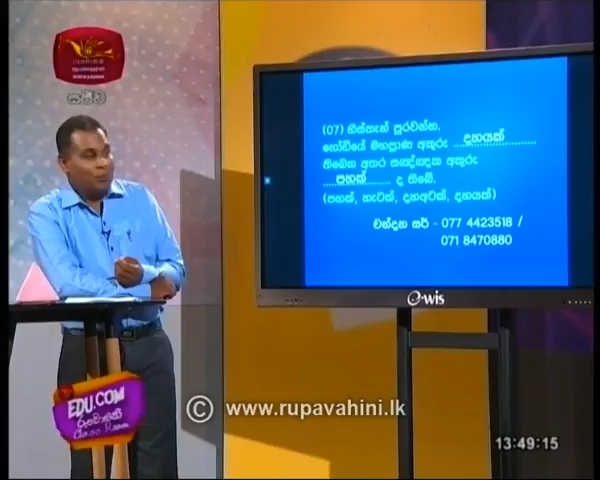 සජීව
(07) හිස්තැන් පුරවන්න.
හෝඩියේ මහප්‍රාණ අකුරු ....දහයක්........
තිබෙන අතර සඤ්ඤක අකුරු
....පහක්........ ද තිබේ.
(පහක්, හැටක්, දහඅටක්, දහයක්)
චන්දන සර් - 077 4423518 /
071 8470880
e-wis
EDU.COM
Class Room
© www.rupavahini.lk
13:49:15